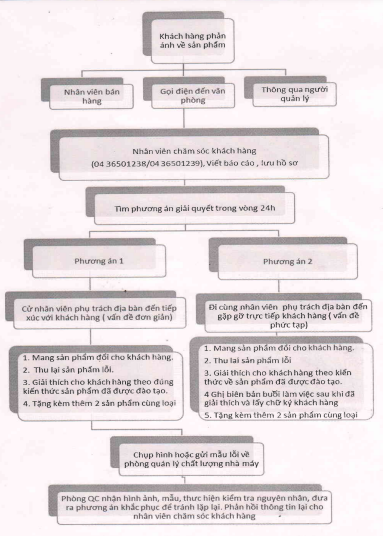 Khách hàng phản
ánh về sản phẩm
Nhân viên bán
hàng
Gọi điện đến văn
phòng
Thông qua người
quản lý
Nhân viên chăm sóc khách hàng
(04 36501238/04 36501239), Viết báo cáo , lưu hồ sơ
Tìm phương án giải quyết trong vòng 24h
Phương án 1
Phương án 2
Cử nhân viên phụ trách địa bàn đến tiếp
xúc với khách hàng ( vấn đề đơn giản)
Đi cùng nhân viên phụ trách địa bàn đến
gặp gỡ trực tiếp khách hàng ( vấn đề
phức tạp)
1. Mang sản phẩm đổi cho khách hàng.
2. Thu lại sản phẩm lỗi.
3. Giải thích cho khách hàng theo đúng
kiến thức sản phẩm đã được đào tạo.
4. Tặng kèm thêm 2 sản phẩm cùng loại
1. Mang sản phẩm đổi cho khách hàng.
2. Thu lại sản phẩm lỗi
3. Giải thích cho khách hàng theo kiến
thức về sản phẩm đã được đào tạo.
4 Ghị biên bản buổi làm việc sau khi đã
giải thích và lấy chữ ký khách hàng
5. Tặng kèm thêm 2 sản phẩm cùng loại
Chụp hình hoặc gửi mẫu lỗi về
phòng quản lý chất lượng nhà máy
Phòng QC nhận hình ảnh, mẫu, thực hiện kiểm tra nguyên nhân, đưa
ra phương án khắc phục để tránh lặp lại. Phản hồi thông tin lại cho
nhân viên chăm sóc khách hàng